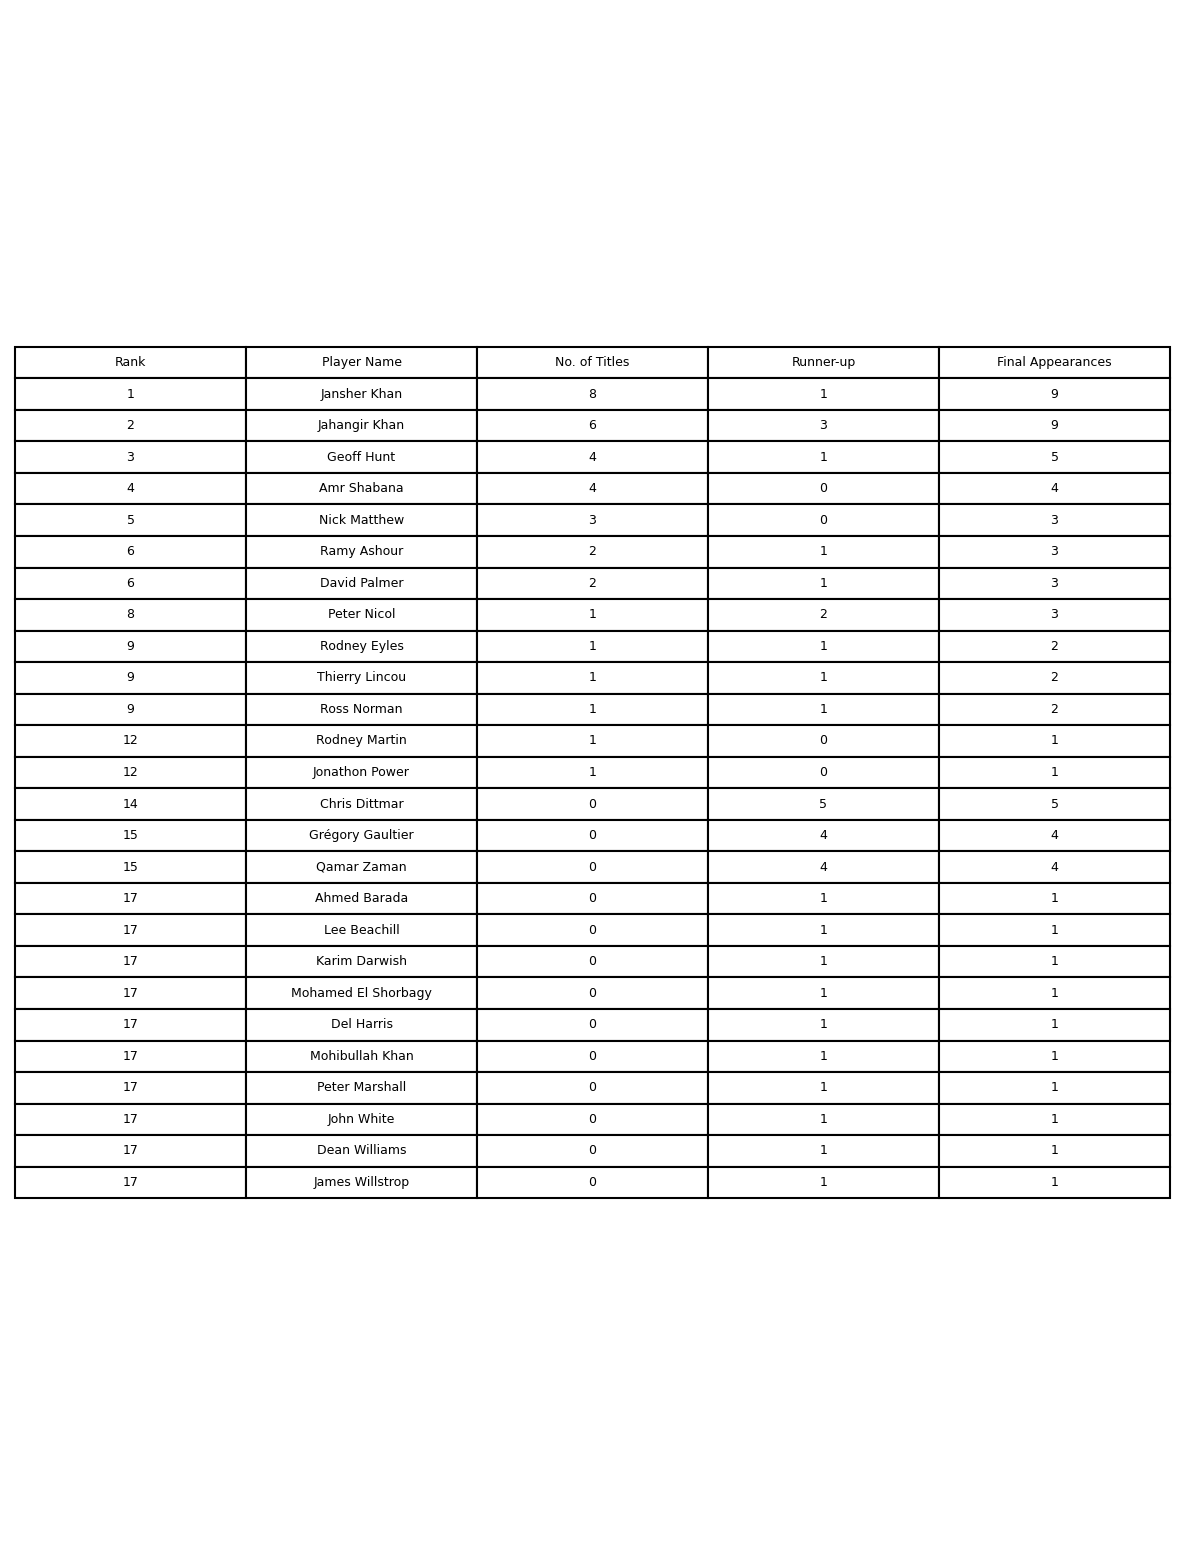 Rank Player Name No. of Titles Runner-up Final Appearances
1 Jansher Khan 8 1 9
2 Jahangir Khan 6 3 9
3 Geoff Hunt 4 1 5
4 Amr Shabana 4 0 4
5 Nick Matthew 3 0 3
6 Ramy Ashour 2 1 3
6 David Palmer 2 1 3
8 Peter Nicol 1 2 3
9 Rodney Eyles 1 1 2
9 Thierry Lincou 1 1 2
9 Ross Norman 1 1 2
12 Rodney Martin 1 0 1
12 Jonathon Power 1 0 1
14 Chris Dittmar 0 5 5
15 Grégory Gaultier 0 4 4
15 Qamar Zaman 0 4 4
17 Ahmed Barada 0 1 1
17 Lee Beachill 0 1 1
17 Karim Darwish 0 1 1
17 Mohamed El Shorbagy 0 1 1
17 Del Harris 0 1 1
17 Mohibullah Khan 0 1 1
17 Peter Marshall 0 1 1
17 John White 0 1 1
17 Dean Williams 0 1 1
17 James Willstrop 0 1 1